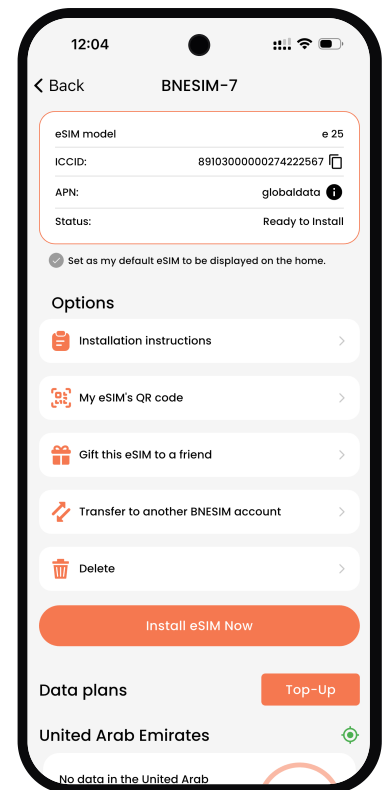 12:04
Back
BNESIM-7
eSIM model e 25
ICCID: 89103000000274222567
APN: globaldata
Status: Ready to Install
Set as my default eSIM to be displayed on the home.
Options
Installation instructions
My eSIM's QR code
Gift this eSIM to a friend
Transfer to another BNESIM account
Delete
Install eSIM Now
Data plans
Top-Up
United Arab Emirates
No data in the United Arab